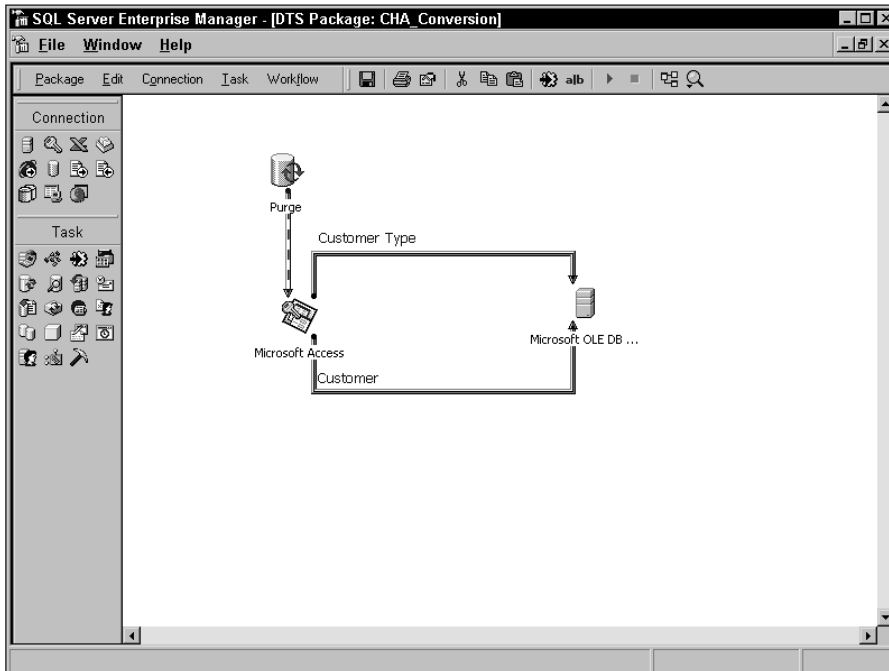 SQL Server Enterprise Manager - [DTS Package: CHA_Conversion]
File Window Help
Package Edit Connection Task Workflow a|b
Connection
Task
Purge
Customer Type
Microsoft OLE DB ...
Microsoft Access
Customer